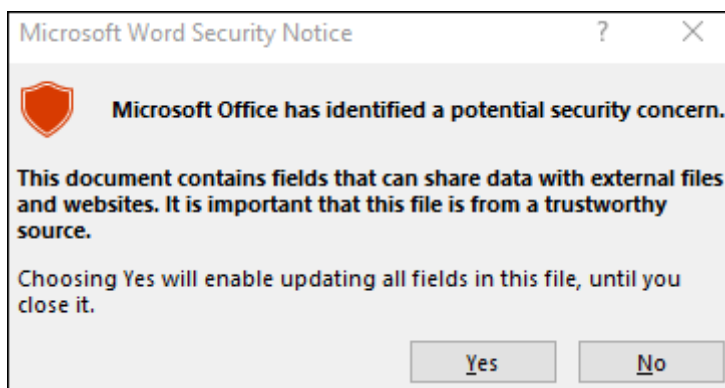 Microsoft Word Security Notice ?
Microsoft Office has identified a potential security concern.
This document contains fields that can share data with external files
and websites. It is important that this file is from a trustworthy
source.
Choosing Yes will enable updating all fields in this file, until you
close it.
Yes No